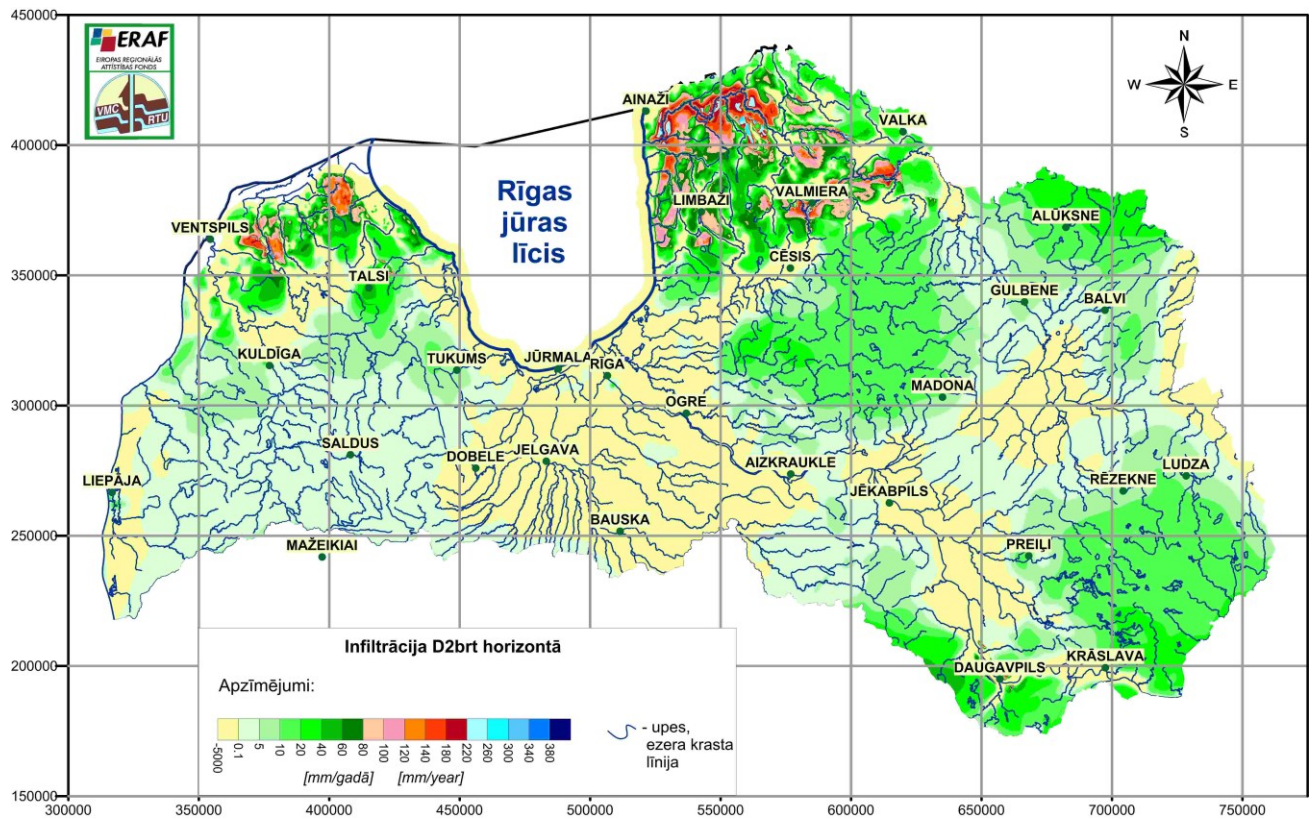 450000
400000
350000
300000
250000
200000
150000
300000
350000
400000
450000
500000
550000
600000
650000
700000
750000
ERAF
EIROPAS REGIONĀLĀS
ATTĪSTĪBAS FONDS
VMC
RTU
N
W
E
S
AINAŽI
VALKA
Rīgas
jūras
līcis
LIMBAŽI
VALMIERA
ALŪKSNE
VENTSPILS
CĒSIS
TALSI
GULBENE
BALVI
KULDĪGA
TUKUMS
JŪRMALA
RĪGA
MADONA
OGRE
SALDUS
DOBELE
JELGAVA
AIZKRAUKLE
LUDZA
LIEPĀJA
JĒKABPILS
RĒZEKNE
BAUSKA
MAŽEIKIAI
PREIĻI
KRĀSLAVA
DAUGAVPILS
Infiltrācija D2brt horizontā
Apzīmējumi:
-5000
0.1
5
10
20
40
60
80
100
120
140
180
220
260
300
340
380
[mm/gadā]
[mm/year]
- upes,
ezera krasta
līnija